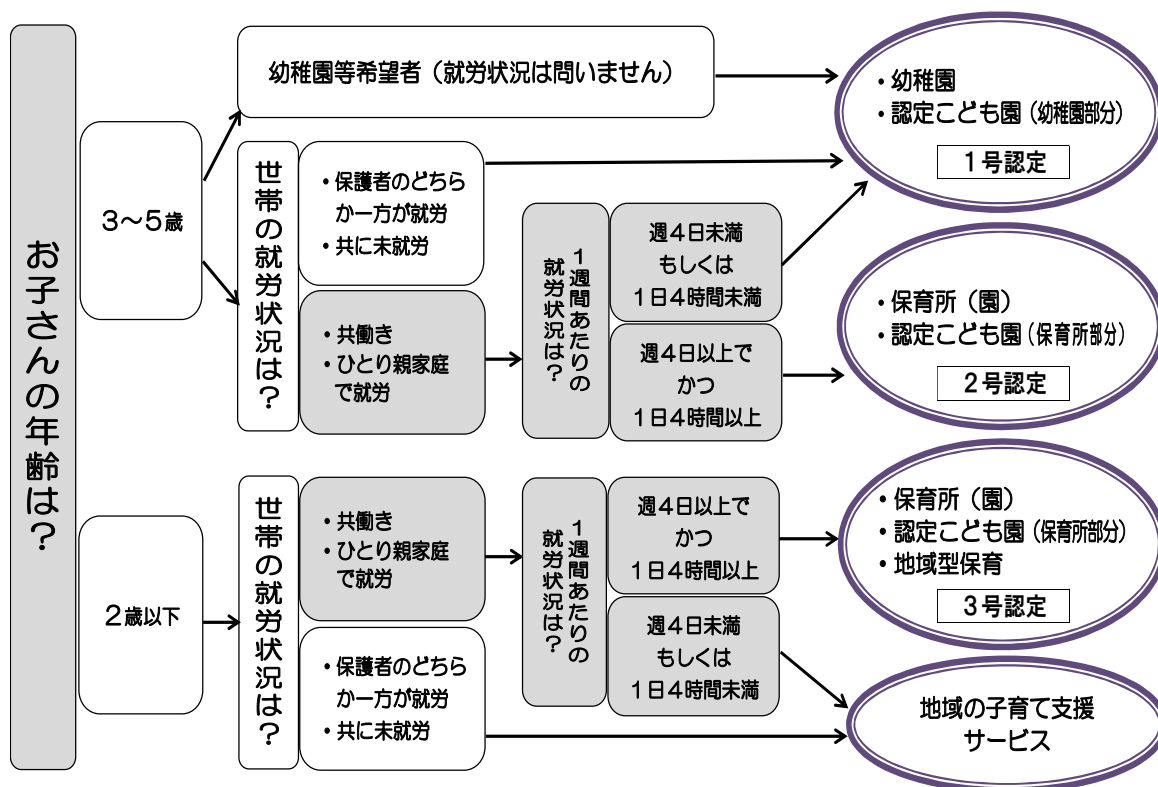 お子さんの年齢は？
3～5歳
幼稚園等希望者（就労状況は問いません）
世帯の就労状況は？
・保護者のどちら
か一方が就労
・共に未就労
・共働き
・ひとり親家庭
で就労
1週間あたりの
就労状況は？
週4日未満
もしくは
1日4時間未満
週4日以上で
かつ
1日4時間以上
・幼稚園
・認定こども園（幼稚園部分）
1号認定
・保育所（園）
・認定こども園（保育所部分）
2号認定
2歳以下
世帯の就労状況は？
・共働き
・ひとり親家庭
で就労
・保護者のどちら
か一方が就労
・共に未就労
1週間あたりの
就労状況は？
週4日以上で
かつ
1日4時間以上
週4日未満
もしくは
1日4時間未満
・保育所（園）
・認定こども園（保育所部分）
・地域型保育
3号認定
地域の子育て支援
サービス